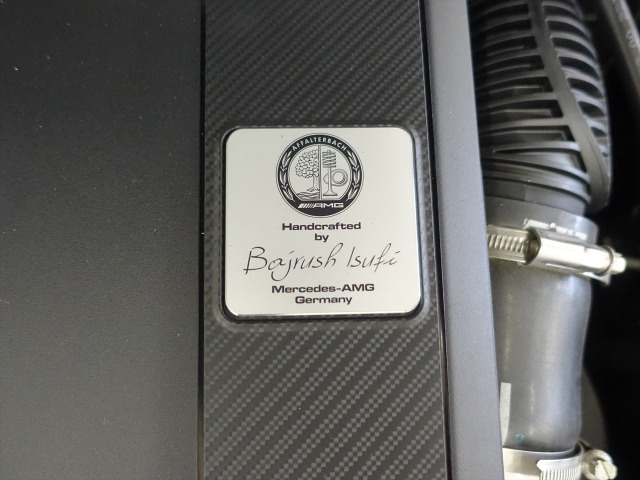 AFFALTERBACH
AMG
Handcrafted
by
Bajrush Isufi
Mercedes-AMG
Germany